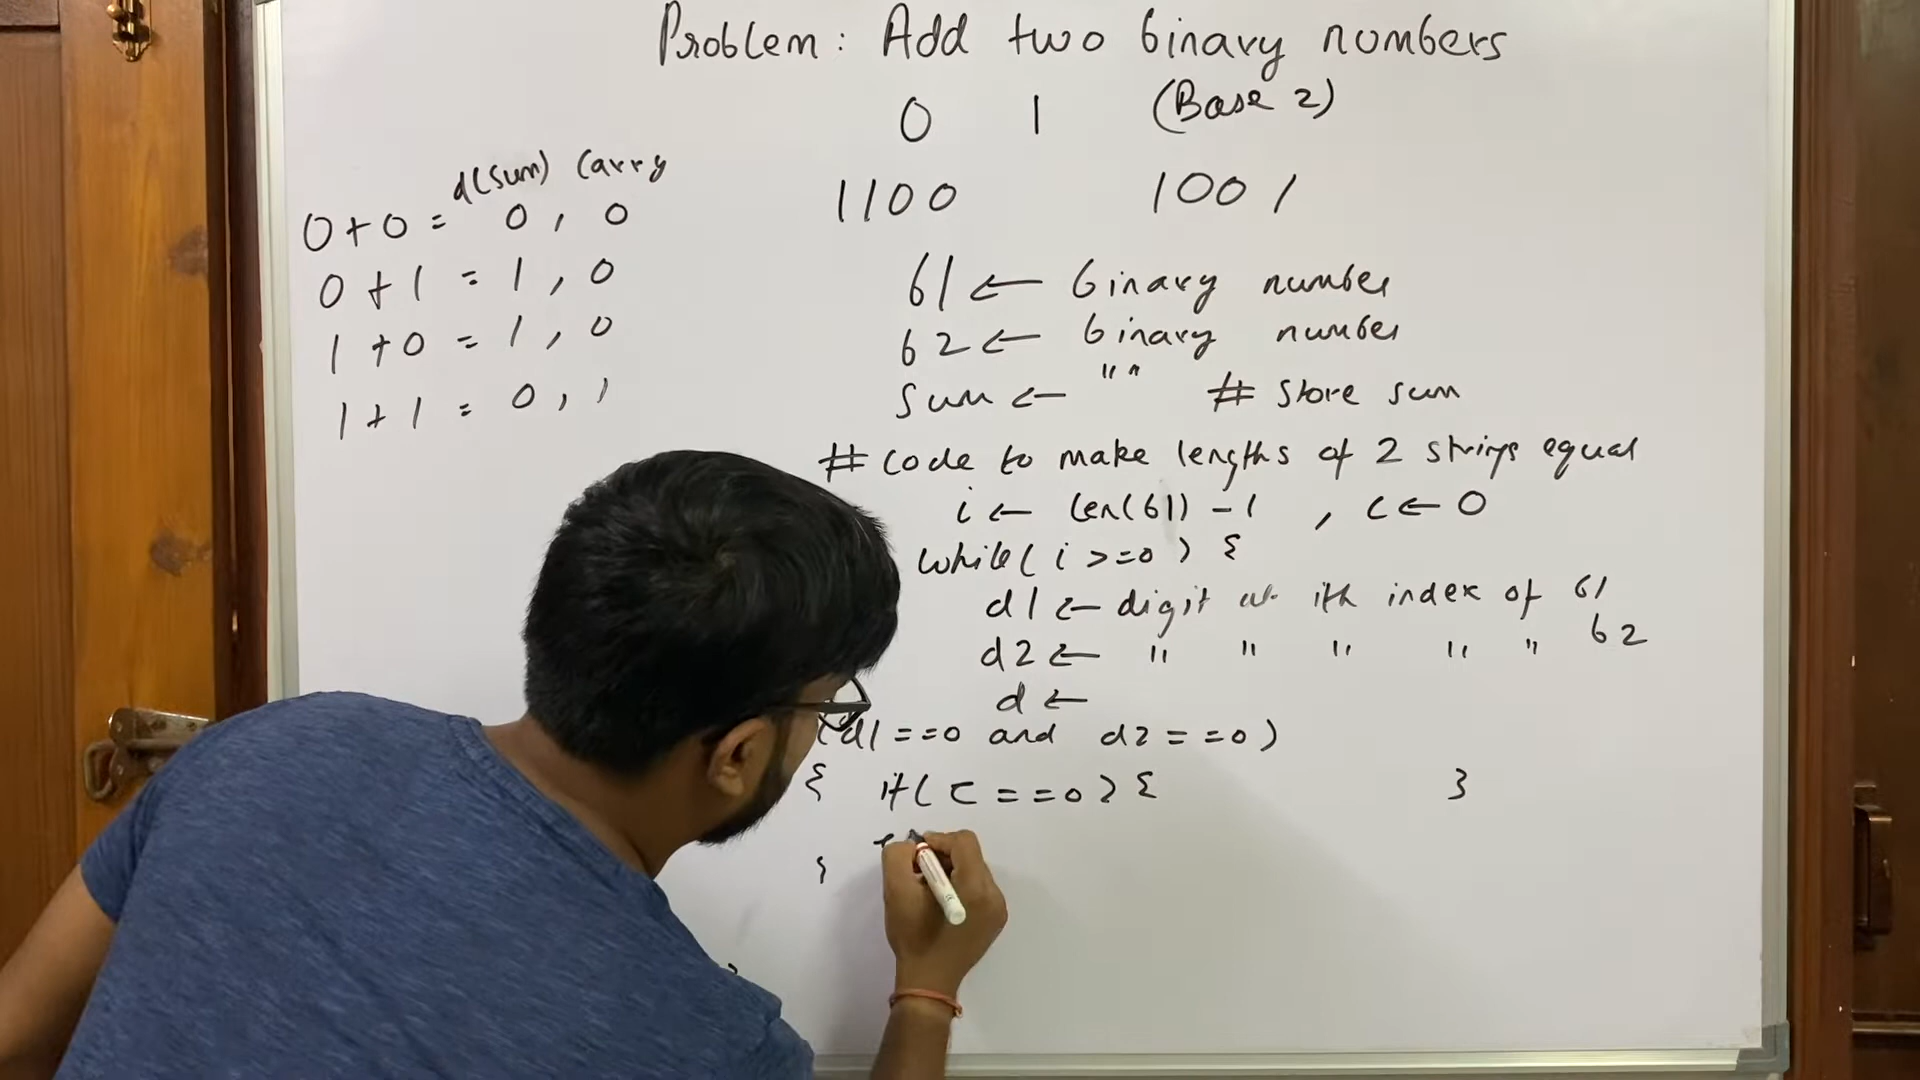 Problem: Add two binary numbers
0 1 (Base 2)
1100 1001
d(sum) Carry
0 + 0 = 0, 0
0 + 1 = 1, 0
1 + 0 = 1, 0
1 + 1 = 0, 1
b1 ← binary number
b2 ← binary number
sum ← "" # store sum
# code to make lengths of 2 strings equal
i ← len(b1) - 1 , c ← 0
while( i >=0 ) {
d1 ← digit at ith index of b1
d2 ← " " " " " b2
d ←
(d1 ==0 and d2 ==0)
{ if( c ==0) { }
}